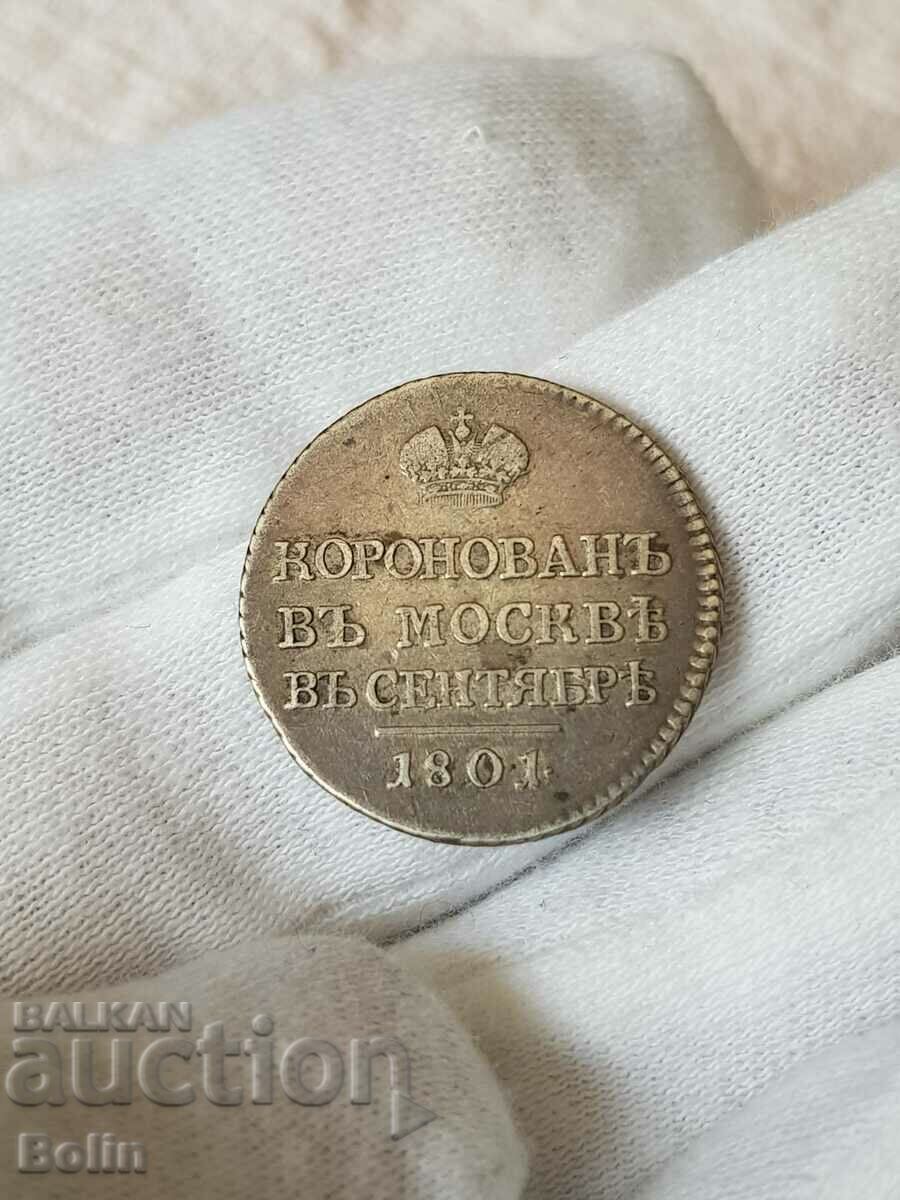 КОРОНОВАНЪ
ВЪ МОСКВѢ
ВЪ СЕНТЯБРѢ
1801
BALKAN
auction
Bolin